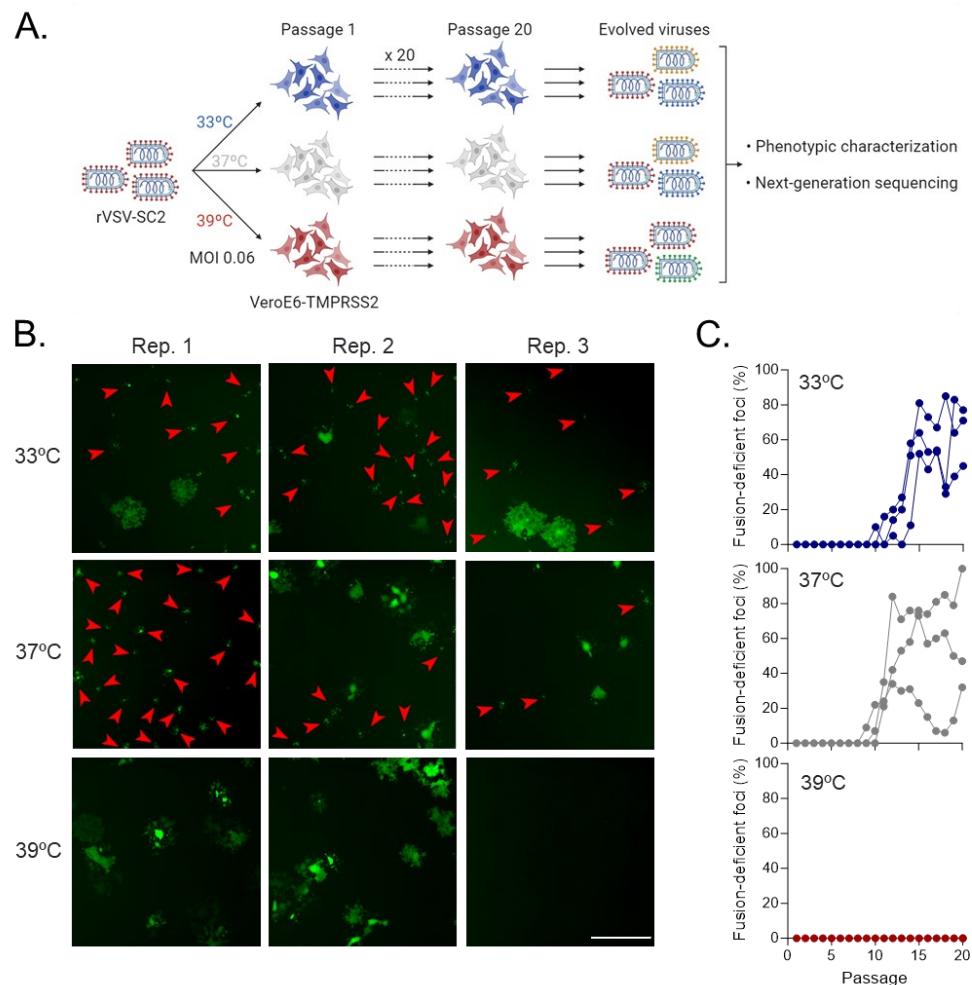 A.
Passage 1
Passage 20
Evolved viruses
x 20
33ºC
37ºC
39ºC
rVSV-SC2
MOI 0.06
VeroE6-TMPRSS2
• Phenotypic characterization
• Next-generation sequencing
B.
Rep. 1
Rep. 2
Rep. 3
33ºC
37ºC
39ºC
C.
Fusion-deficient foci (%)
100
80
60
40
20
0
33ºC
Fusion-deficient foci (%)
100
80
60
40
20
0
37ºC
Fusion-deficient foci (%)
100
80
60
40
20
0
39ºC
0
5
10
15
20
Passage